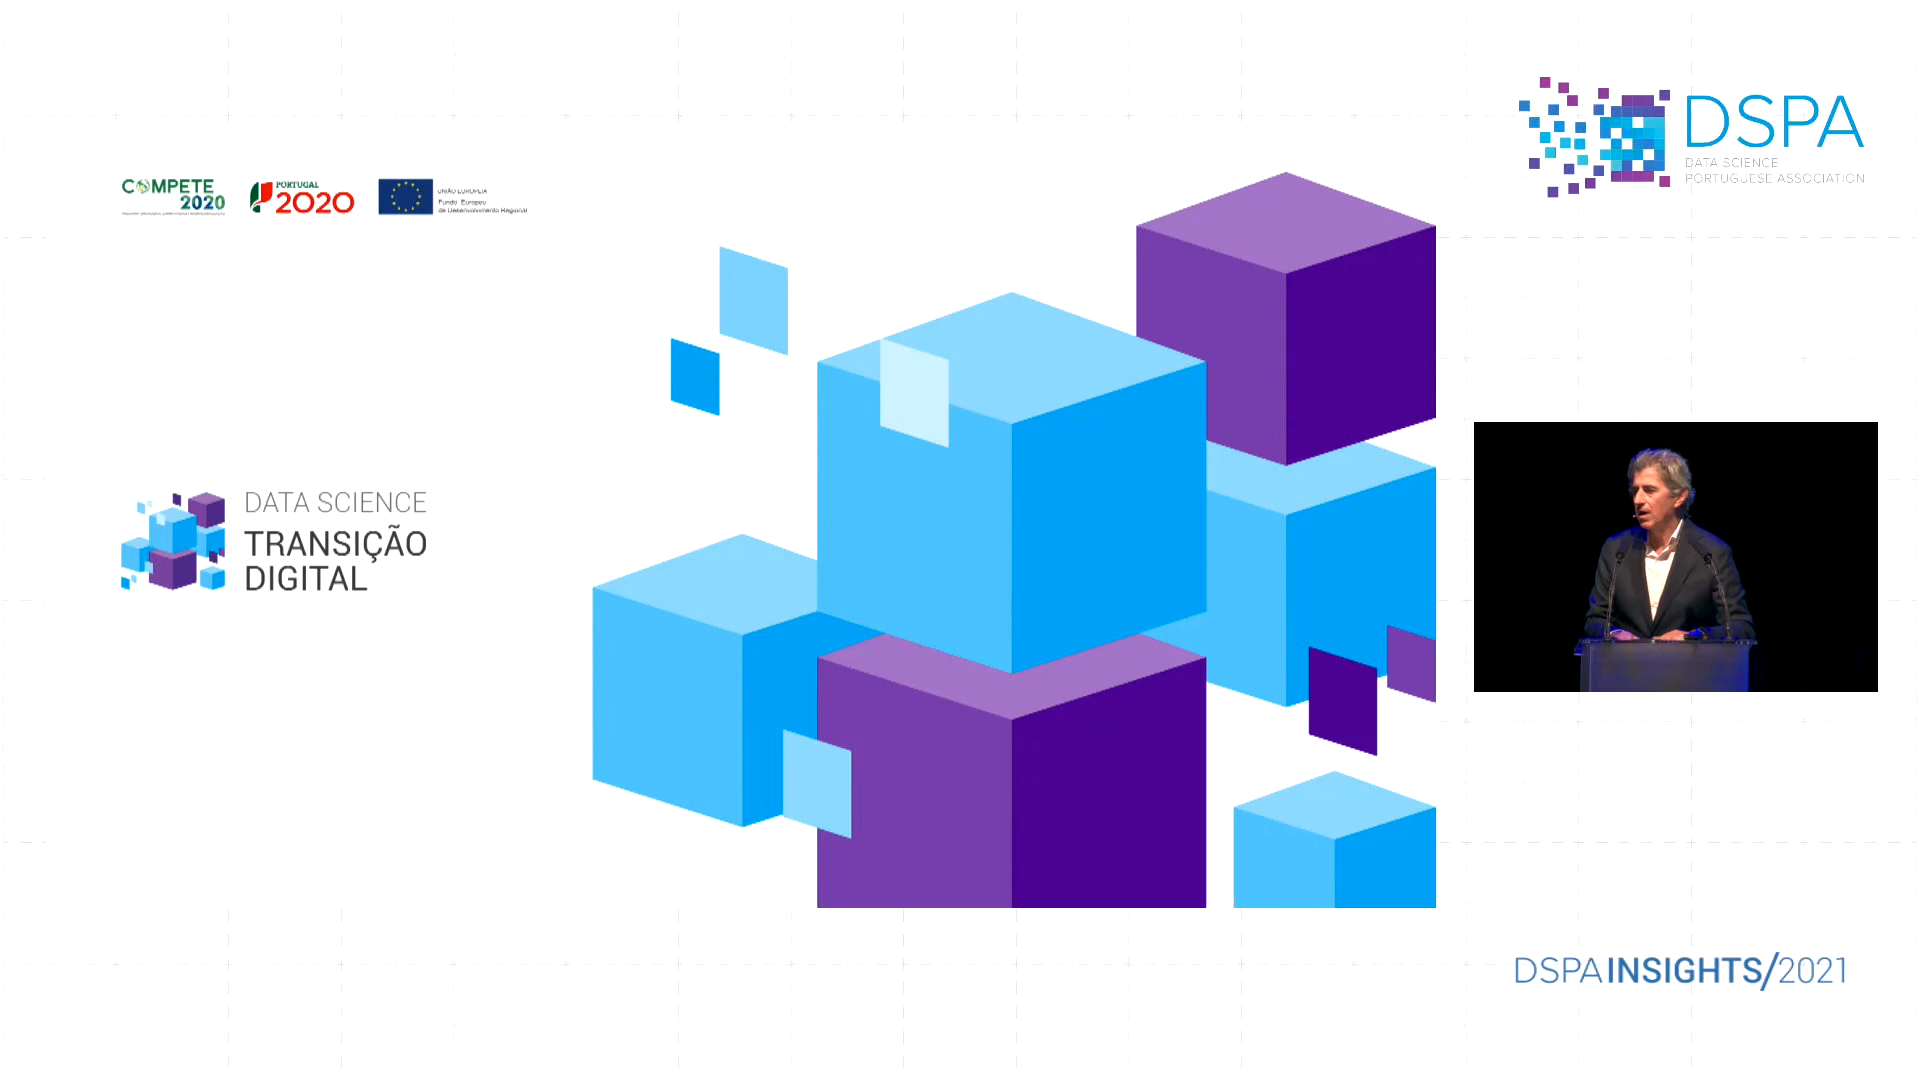 COMPETE
2020
PORTUGAL
2020
UNIÃO EUROPEIA
Fundo Europeu
de Desenvolvimento Regional
DSPA
DATA SCIENCE
PORTUGUESE ASSOCIATION
DATA SCIENCE
TRANSIÇÃO
DIGITAL
DSPAINSIGHTS/2021